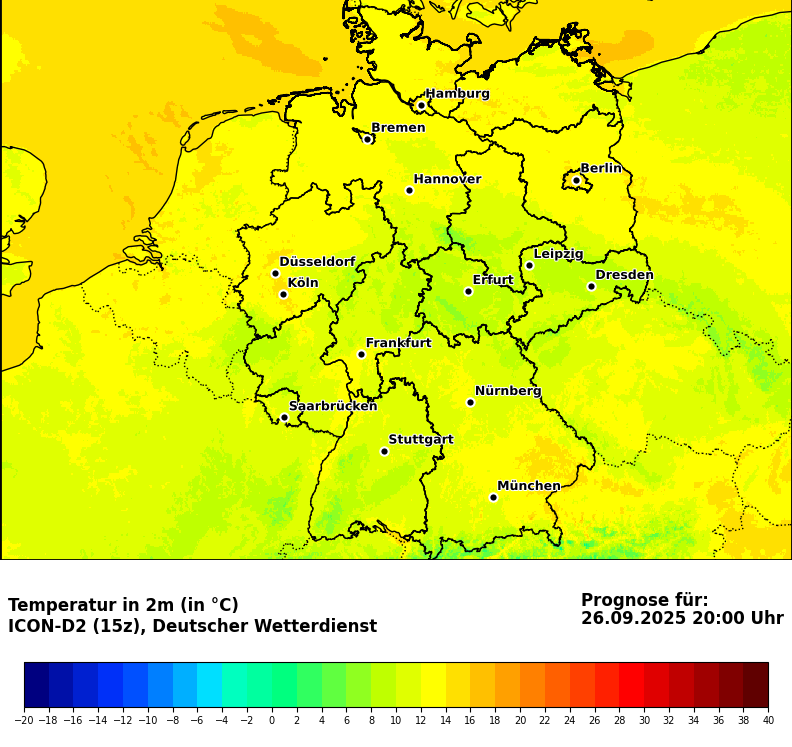 Hamburg
Bremen
Berlin
Hannover
Leipzig
Düsseldorf
Dresden
Köln
Erfurt
Frankfurt
Nürnberg
Saarbrücken
Stuttgart
München
Temperatur in 2m (in °C)
ICON-D2 (15z), Deutscher Wetterdienst
Prognose für:
26.09.2025 20:00 Uhr
−20 −18 −16 −14 −12 −10 −8 −6 −4 −2 0 2 4 6 8 10 12 14 16 18 20 22 24 26 28 30 32 34 36 38 40